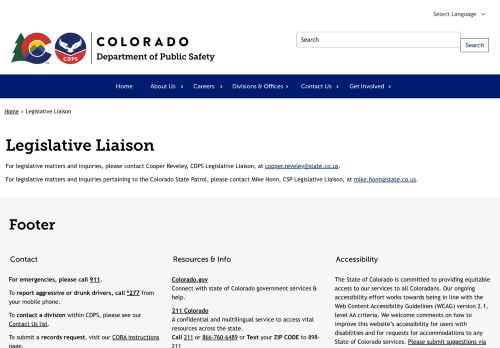 Select Language
COLORADO
Department of Public Safety
CDPS
Search
Search
Home About Us Careers Divisions & Offices Contact Us Get Involved
Home › Legislative Liaison
Legislative Liaison
For legislative matters and inquiries, please contact Cooper Reveley, CDPS Legislative Liaison, at cooper.reveley@state.co.us.
For legislative matters and inquiries pertaining to the Colorado State Patrol, please contact Mike Honn, CSP Legislative Liaison, at mike.honn@state.co.us.
Footer
Contact
For emergencies, please call 911.
To report aggressive or drunk drivers, call *277 from
your mobile phone.
To contact a division within CDPS, please see our
Contact Us list.
To submit a records request, visit our CORA instructions
page.
Resources & Info
Colorado.gov
Connect with state of Colorado government services &
help.
211 Colorado
A confidential and multilingual service to access vital
resources across the state.
Call 211 or 866-760-6489 or Text your ZIP CODE to 898-
211
Accessibility
The State of Colorado is committed to providing equitable
access to our services to all Coloradans. Our ongoing
accessibility effort works towards being in line with the
Web Content Accessibility Guidelines (WCAG) version 2.1,
level AA criteria. We welcome comments on how to
improve this website's accessibility for users with
disabilities and for requests for accommodations to any
State of Colorado services. Please submit suggestions via